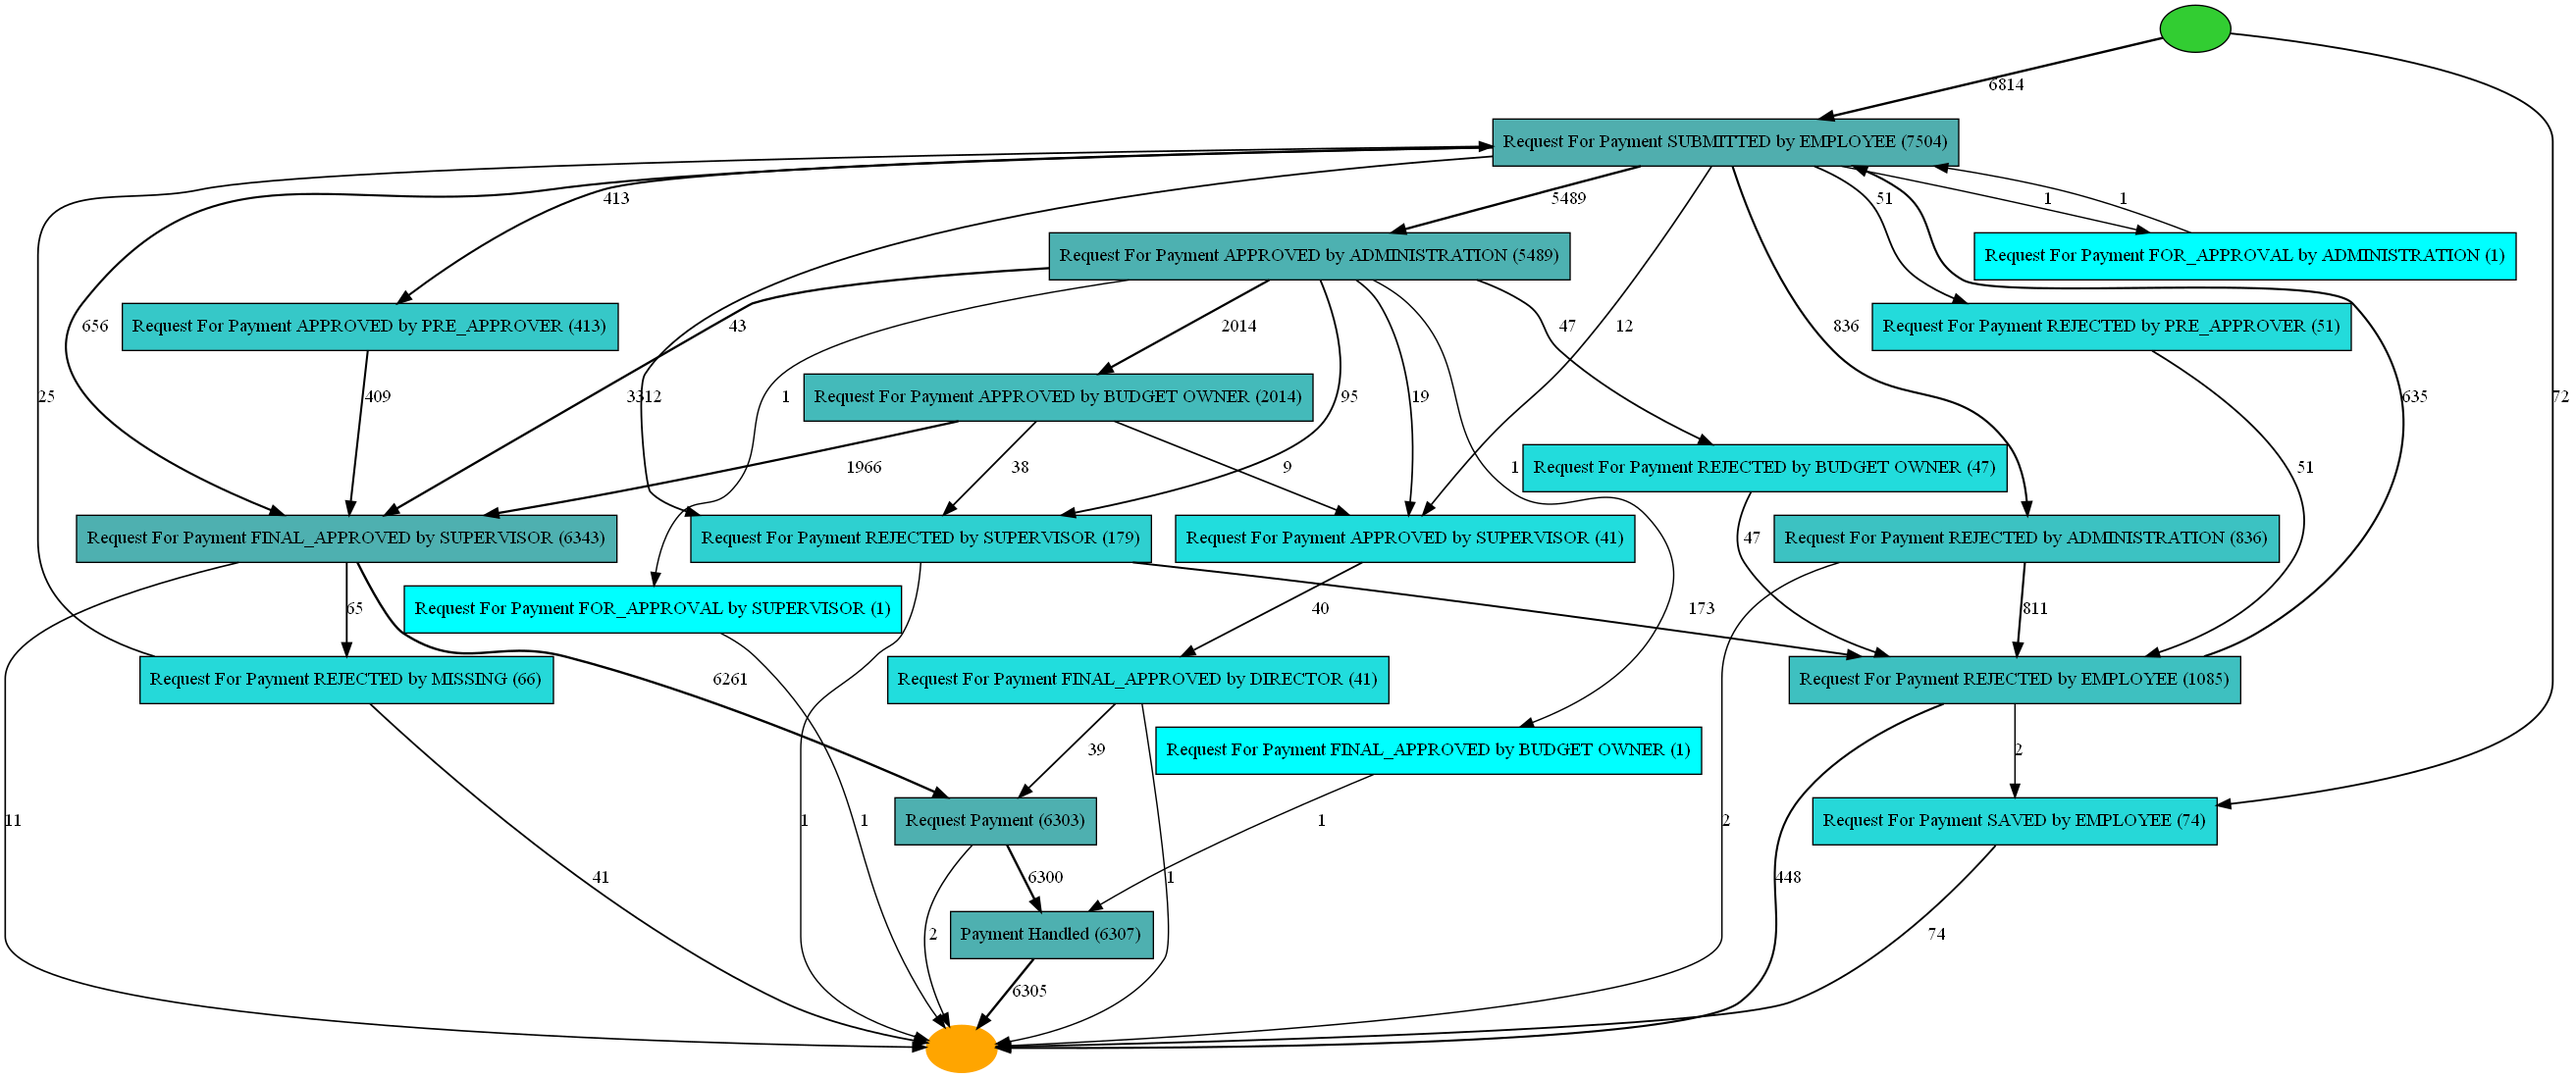 6814
Request For Payment SUBMITTED by EMPLOYEE (7504)
413
5489
51
1
1
Request For Payment APPROVED by ADMINISTRATION (5489)
Request For Payment FOR_APPROVAL by ADMINISTRATION (1)
656
Request For Payment APPROVED by PRE_APPROVER (413)
43
2014
47
12
836
Request For Payment REJECTED by PRE_APPROVER (51)
25
409
3312
1
Request For Payment APPROVED by BUDGET OWNER (2014)
95
19
635
72
1966
38
9
1
Request For Payment REJECTED by BUDGET OWNER (47)
51
Request For Payment FINAL_APPROVED by SUPERVISOR (6343)
Request For Payment REJECTED by SUPERVISOR (179)
Request For Payment APPROVED by SUPERVISOR (41)
47
Request For Payment REJECTED by ADMINISTRATION (836)
65
Request For Payment FOR_APPROVAL by SUPERVISOR (1)
40
173
811
Request For Payment REJECTED by MISSING (66)
6261
Request For Payment FINAL_APPROVED by DIRECTOR (41)
Request For Payment REJECTED by EMPLOYEE (1085)
39
Request For Payment FINAL_APPROVED by BUDGET OWNER (1)
2
11
1
1
Request Payment (6303)
1
2
Request For Payment SAVED by EMPLOYEE (74)
41
6300
1
448
2
Payment Handled (6307)
74
6305